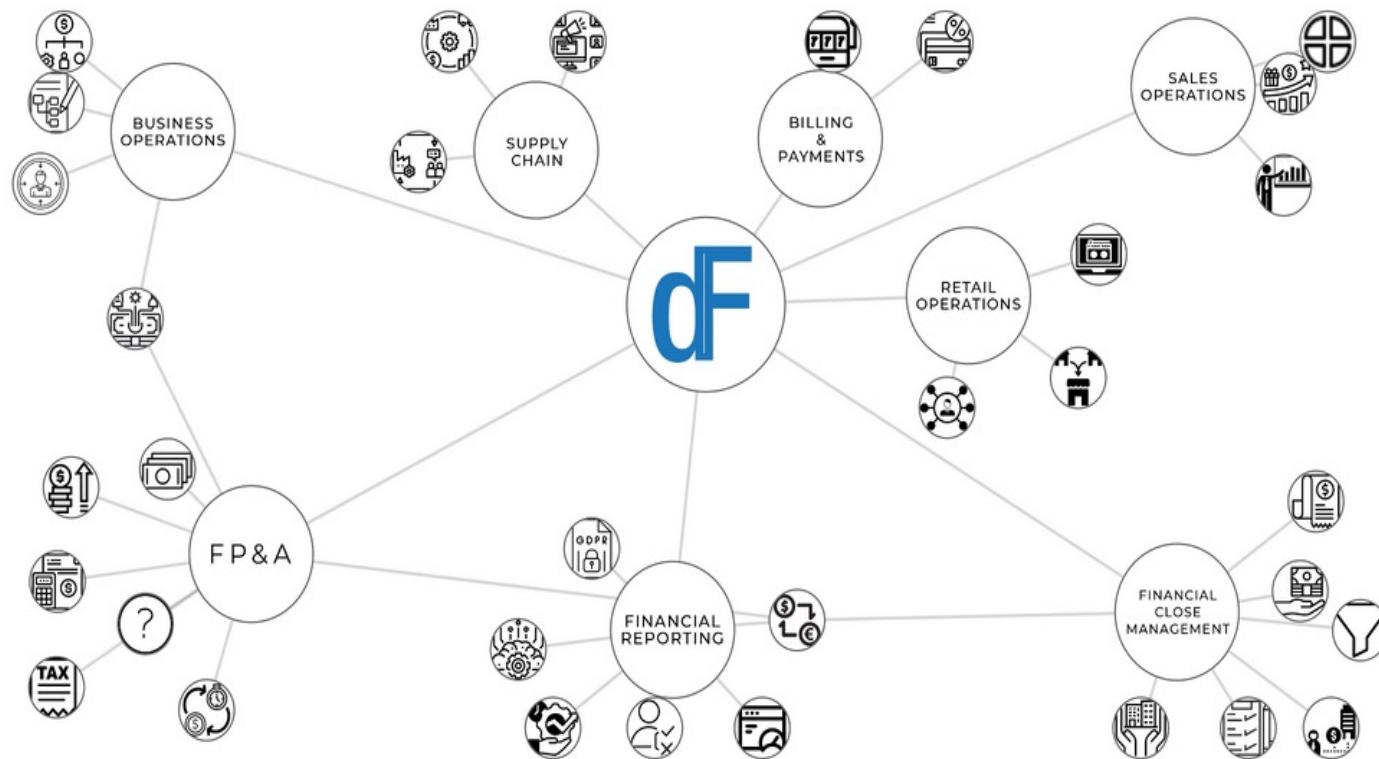 BUSINESS
OPERATIONS
SUPPLY
CHAIN
777
%
BILLING
&
PAYMENTS
SALES
OPERATIONS
$
dF
RETAIL
OPERATIONS
$
FP&A
$
?
TAX
$
GDPR
FINANCIAL
REPORTING
$
€
FINANCIAL
CLOSE
MANAGEMENT
$
$